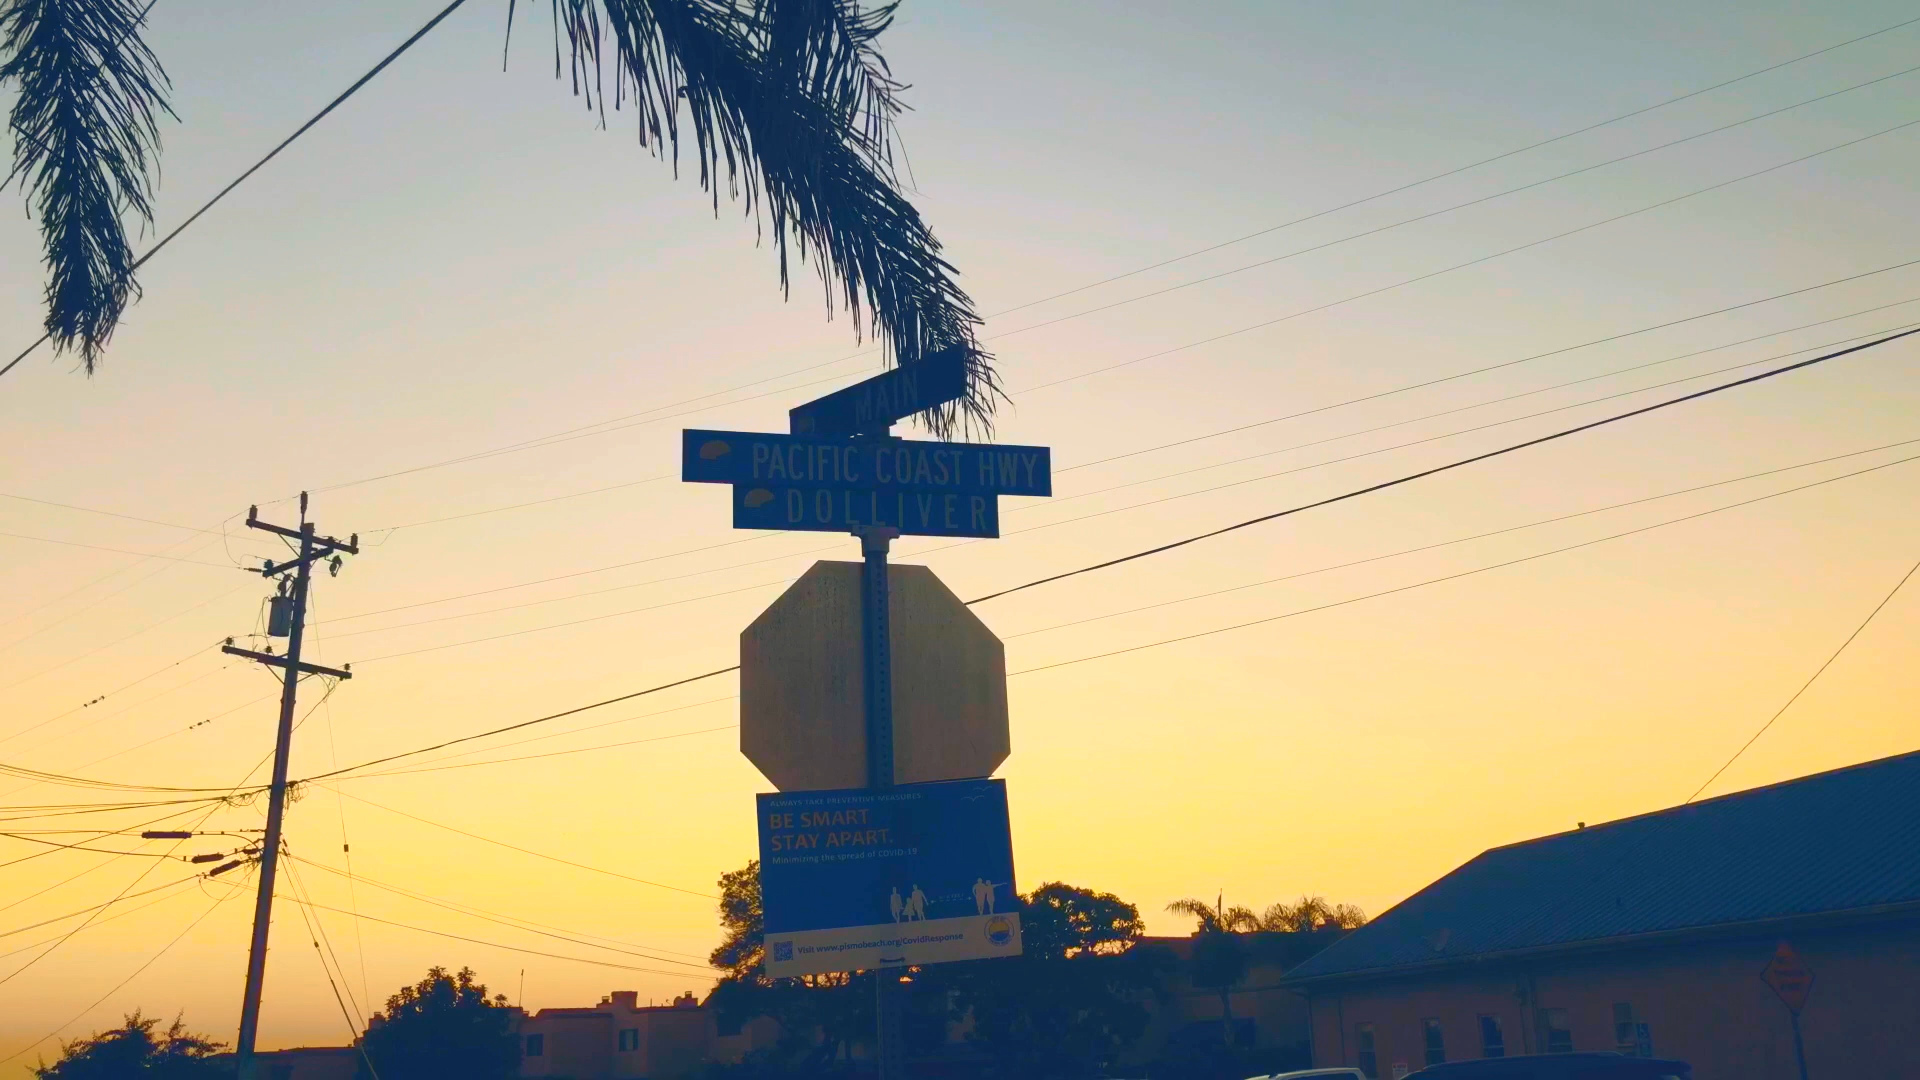 MAIN
PACIFIC COAST HWY
DOLLIVER
ALWAYS TAKE PREVENTIVE MEASURES
BE SMART
STAY APART.
Minimizing the spread of COVID-19
Visit www.pismobeach.org/CovidResponse